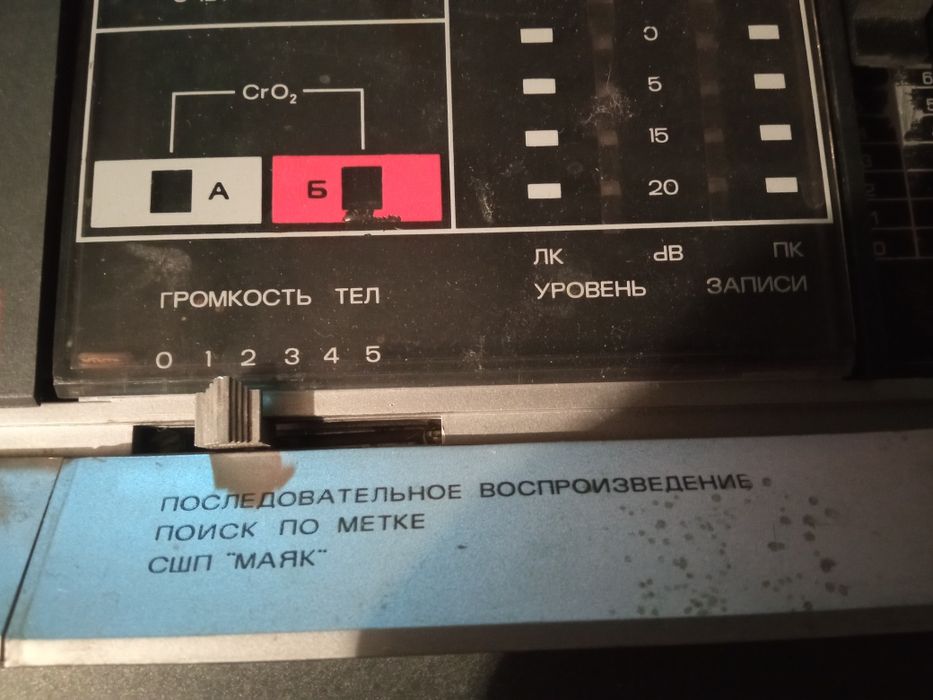 CrO₂
А Б
0
5
15
20
ЛК dB ПК
УРОВЕНЬ ЗАПИСИ
ГРОМКОСТЬ ТЕЛ
0 1 2 3 4 5
ПОСЛЕДОВАТЕЛЬНОЕ ВОСПРОИЗВЕДЕНИЕ
ПОИСК ПО МЕТКЕ
СШП "МАЯК"